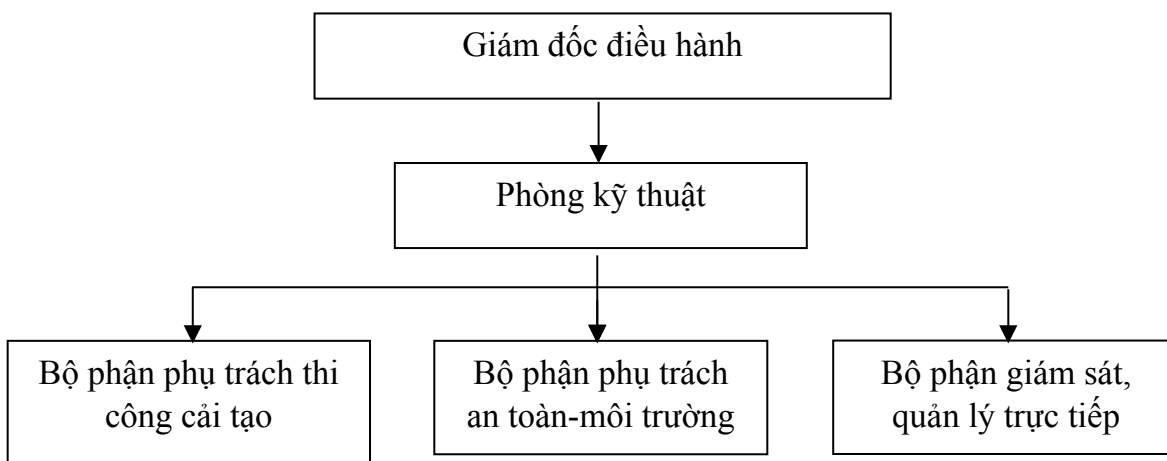 Giám đốc điều hành
Phòng kỹ thuật
Bộ phận phụ trách thi
công cải tạo
Bộ phận phụ trách
an toàn-môi trường
Bộ phận giám sát,
quản lý trực tiếp